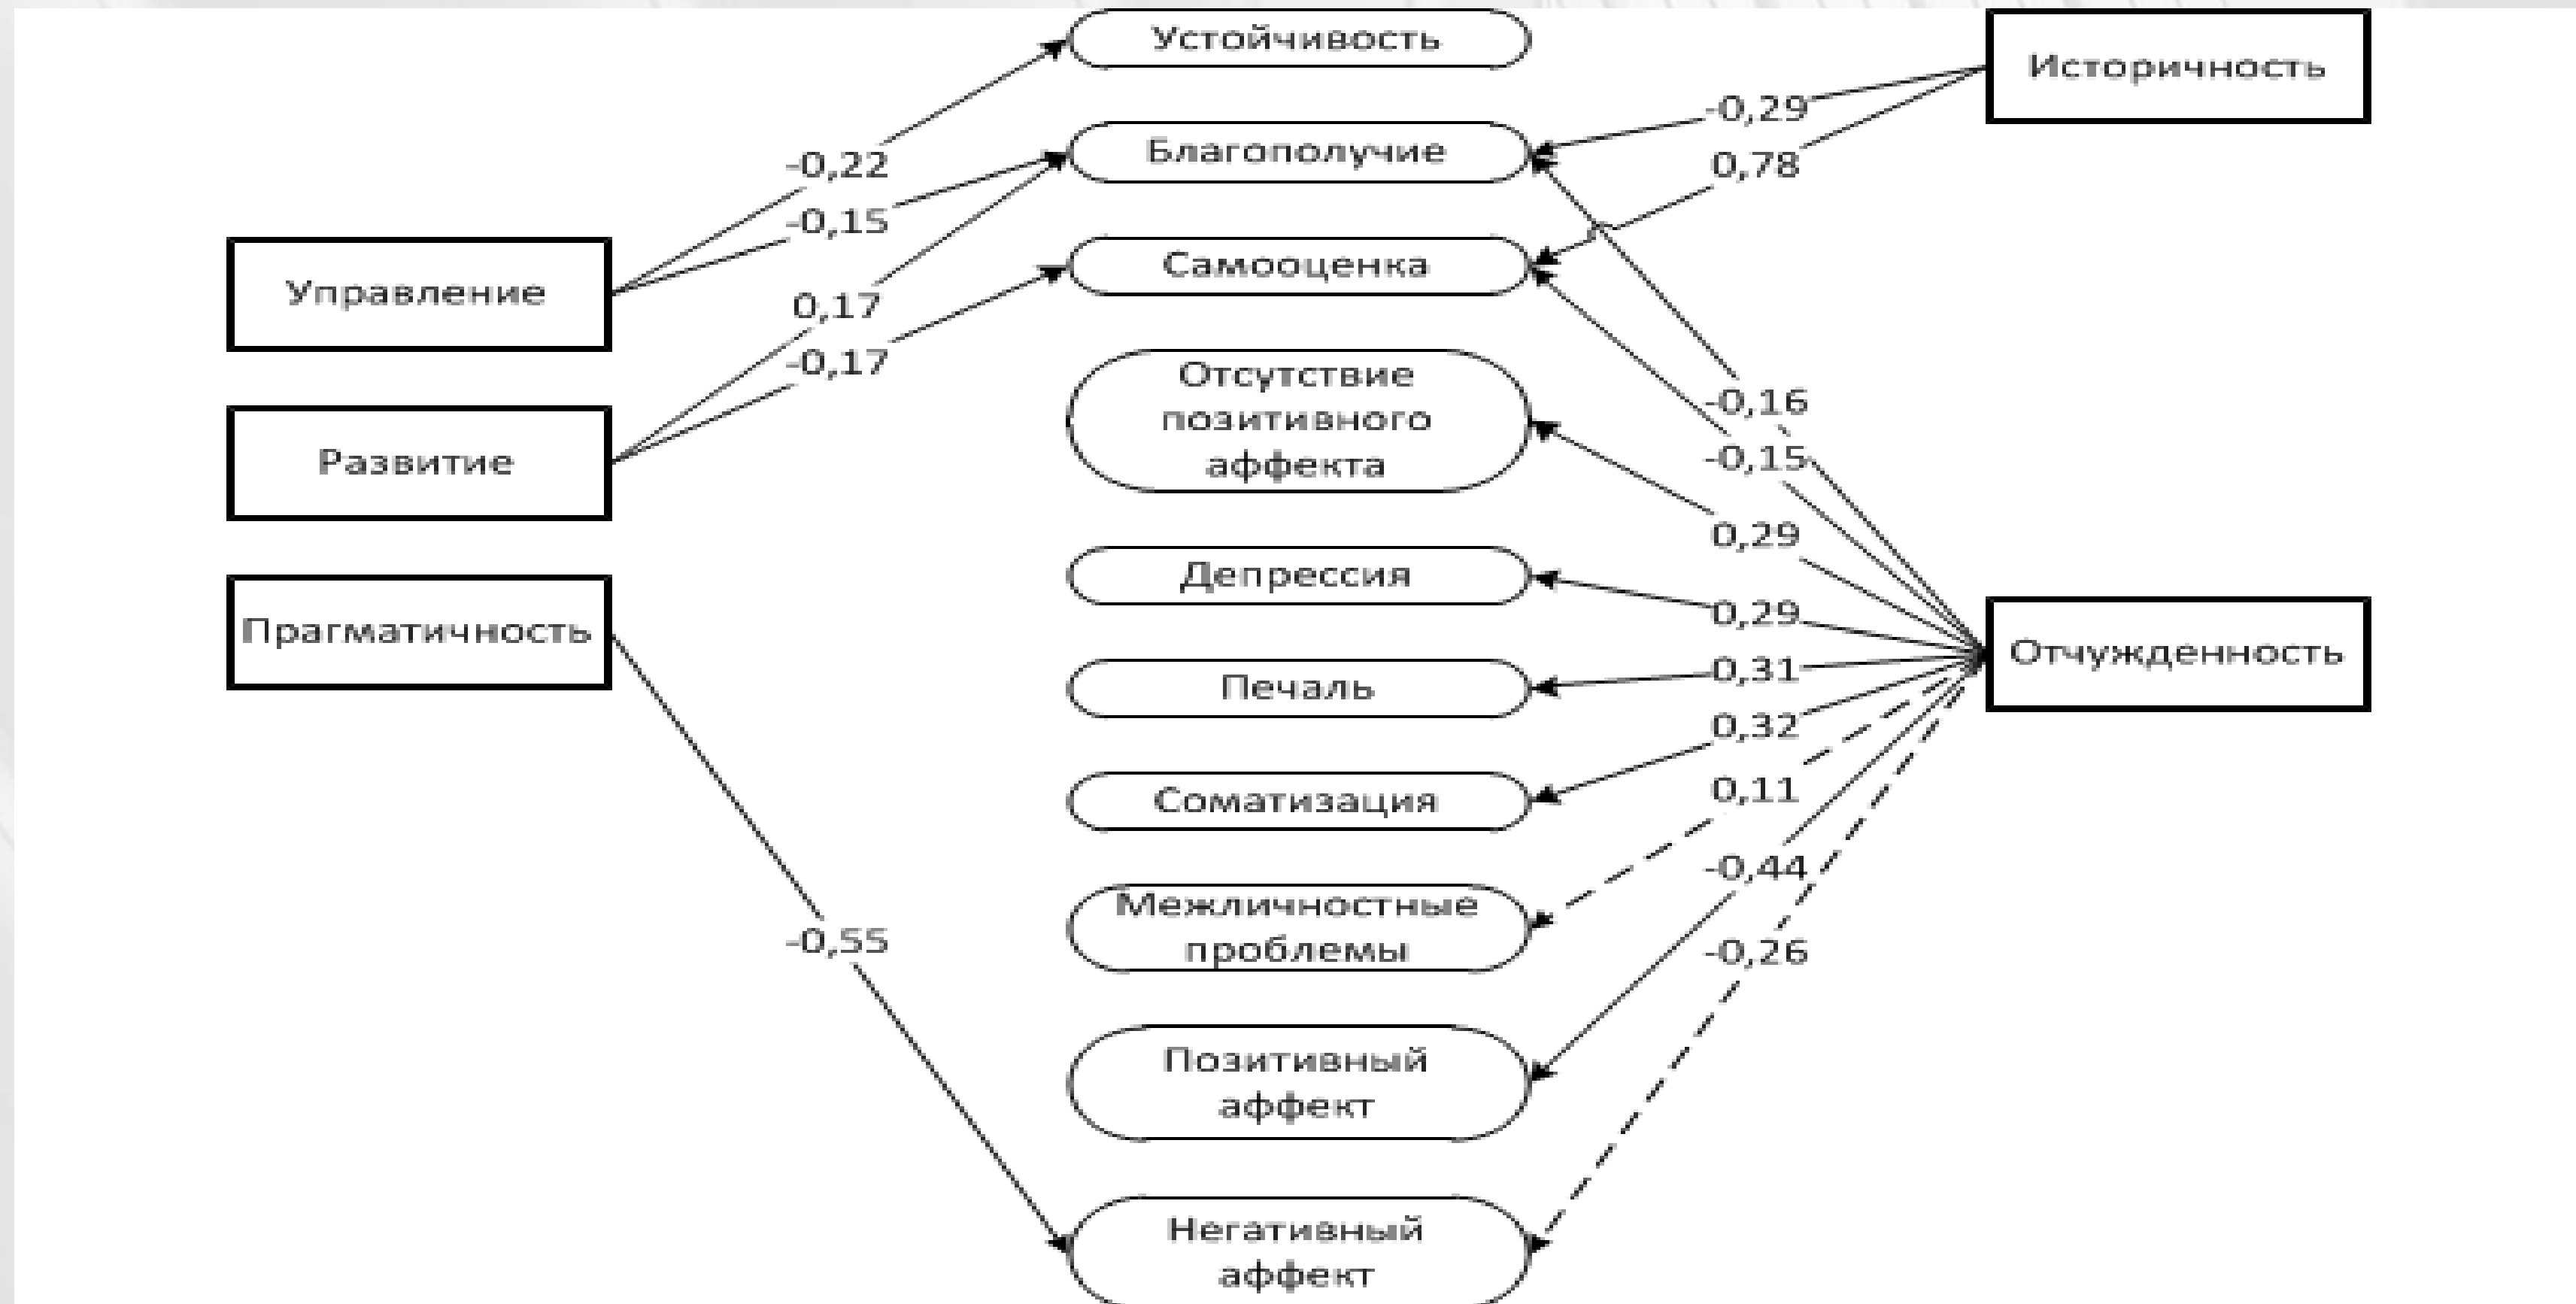 Устойчивость
Историчность
-0,29
Благополучие
-0,22
0,78
-0,15
Самооценка
Управление
0,17
-0,17
Отсутствие
позитивного
аффекта
-0,16
-0,15
Развитие
0,29
Депрессия
0,29
Прагматичность
Отчужденность
0,31
Печаль
0,32
0,11
Соматизация
-0,44
Межличностные
проблемы
-0,55
-0,26
Позитивный
аффект
Негативный
аффект